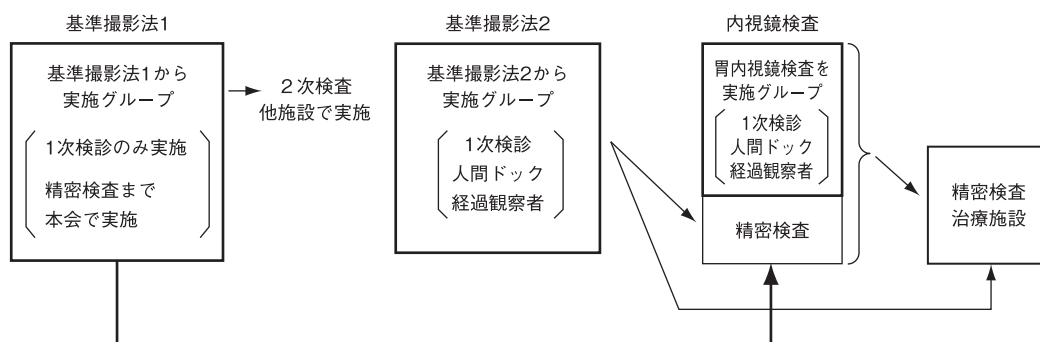 基準撮影法1
基準撮影法1から
実施グループ
1次検診のみ実施
精密検査まで
本会で実施
2次検査
他施設で実施
基準撮影法2
基準撮影法2から
実施グループ
1次検診
人間ドック
経過観察者
内視鏡検査
胃内視鏡検査を
実施グループ
1次検診
人間ドック
経過観察者
精密検査
精密検査
治療施設